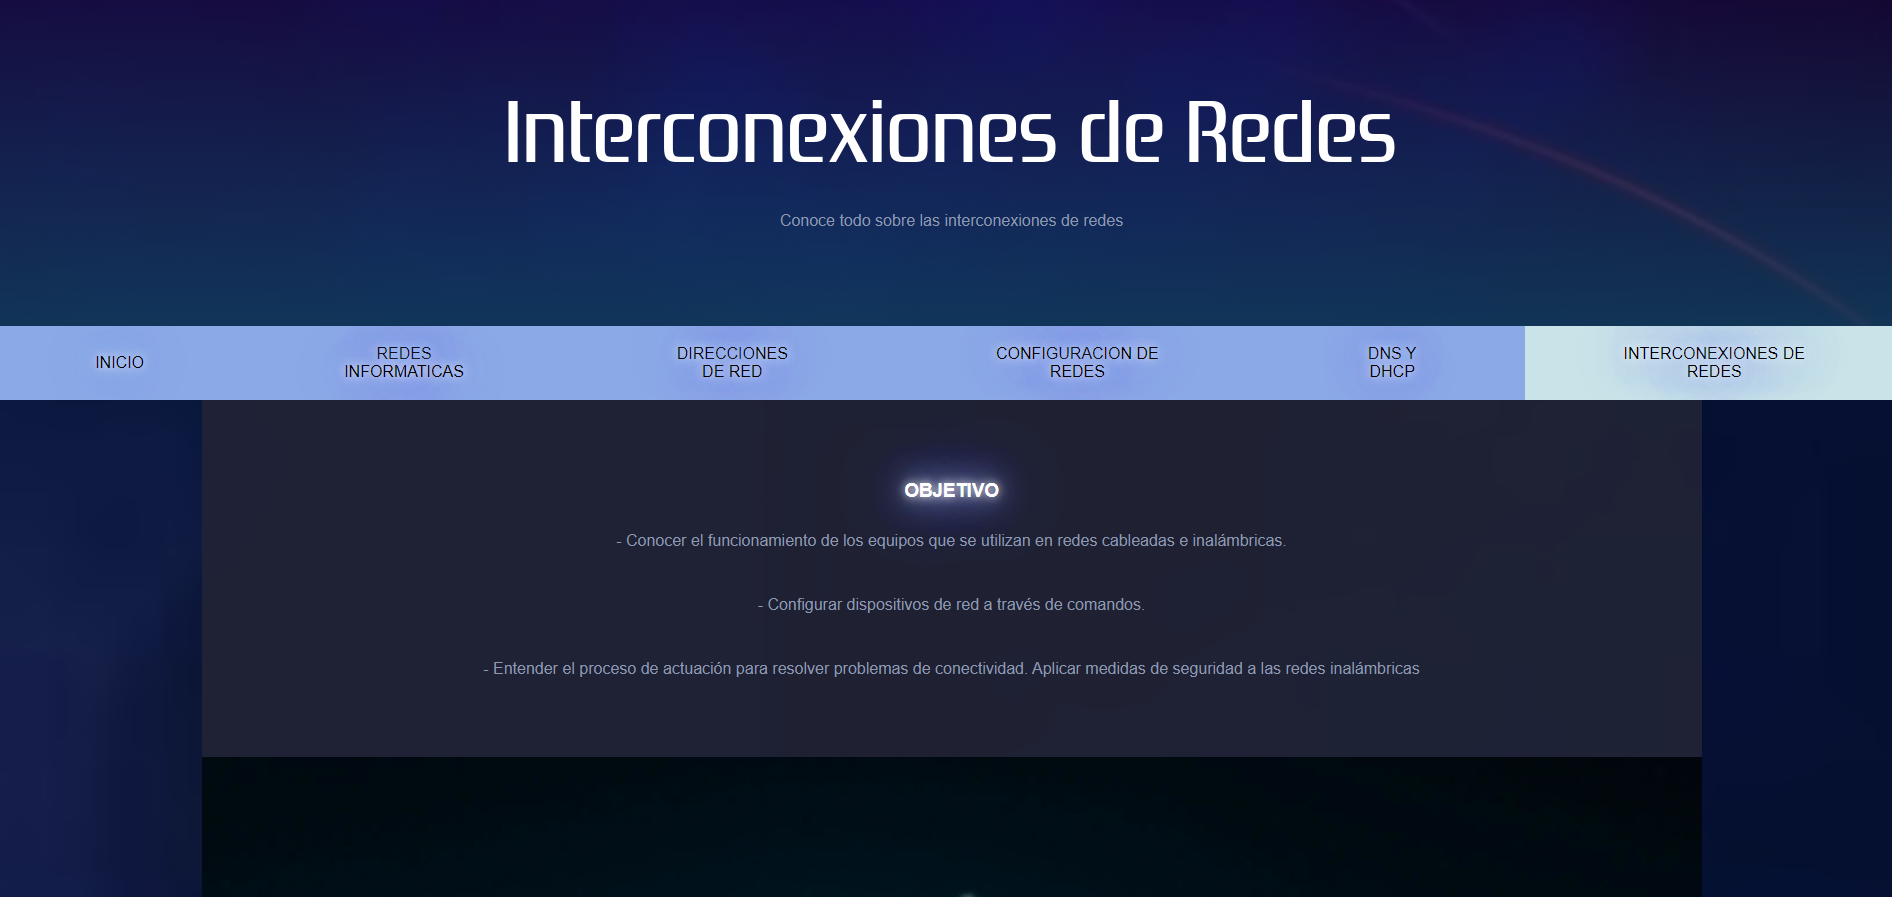 Interconexiones de Redes
Conoce todo sobre las interconexiones de redes
INICIO
REDES
INFORMATICAS
DIRECCIONES
DE RED
CONFIGURACION DE
REDES
DNS Y
DHCP
INTERCONEXIONES DE
REDES
OBJETIVO
- Conocer el funcionamiento de los equipos que se utilizan en redes cableadas e inalámbricas.
- Configurar dispositivos de red a través de comandos.
- Entender el proceso de actuación para resolver problemas de conectividad. Aplicar medidas de seguridad a las redes inalámbricas